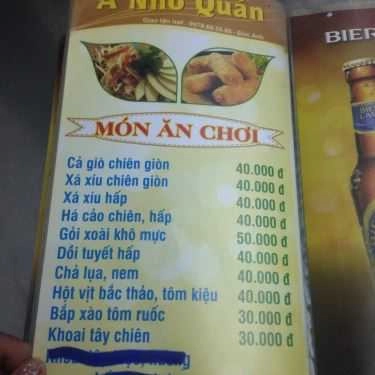 A Nhỏ Quán
MÓN ĂN CHƠI
Cả giò chiên giòn 40.000 đ
Xá xíu chiên giòn 40.000 đ
Xá xíu hấp 40.000 đ
Há cảo chiên, hấp 40.000 đ
Gỏi xoài khô mực 50.000 đ
Dồi tuyết hấp 40.000 đ
Chả lụa, nem 40.000 đ
Hột vịt bắc thảo, tôm kiệu 40.000 đ
Bắp xào tôm ruốc 30.000 đ
Khoai tây chiên 30.000 đ
BIER